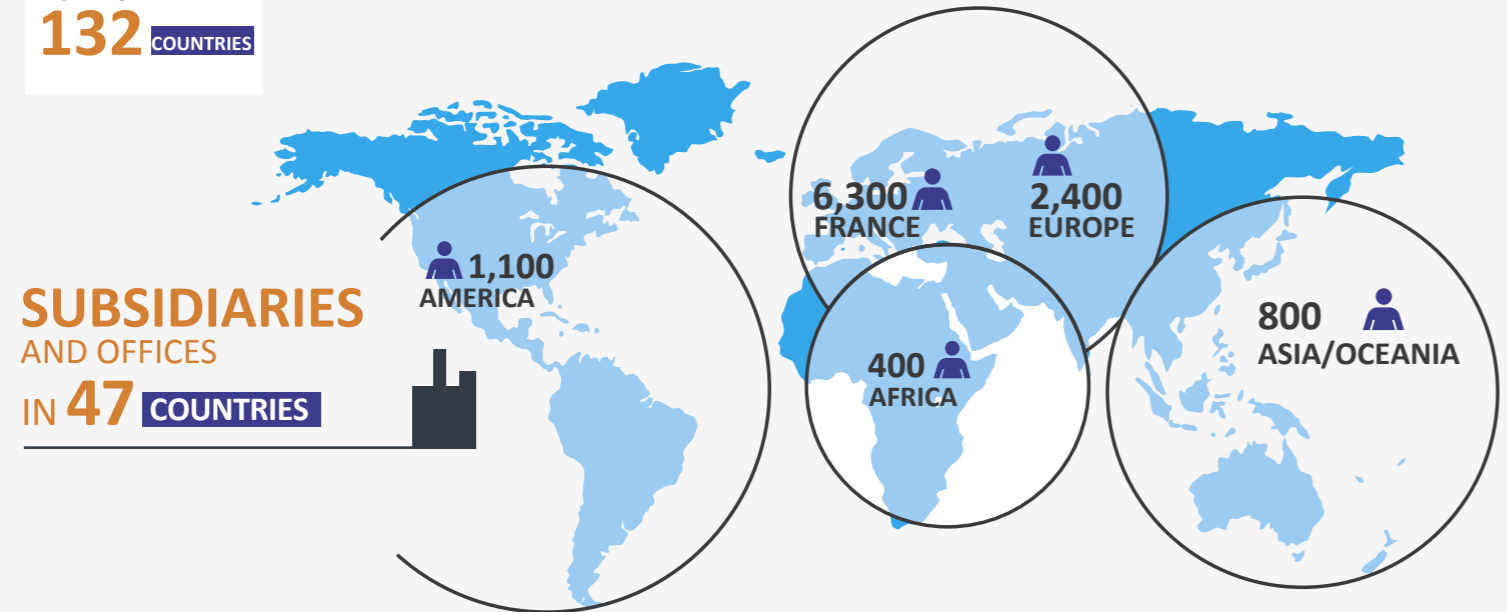 132 COUNTRIES
6,300
FRANCE
2,400
EUROPE
1,100
AMERICA
SUBSIDIARIES
AND OFFICES
IN 47 COUNTRIES
800
ASIA/OCEANIA
400
AFRICA